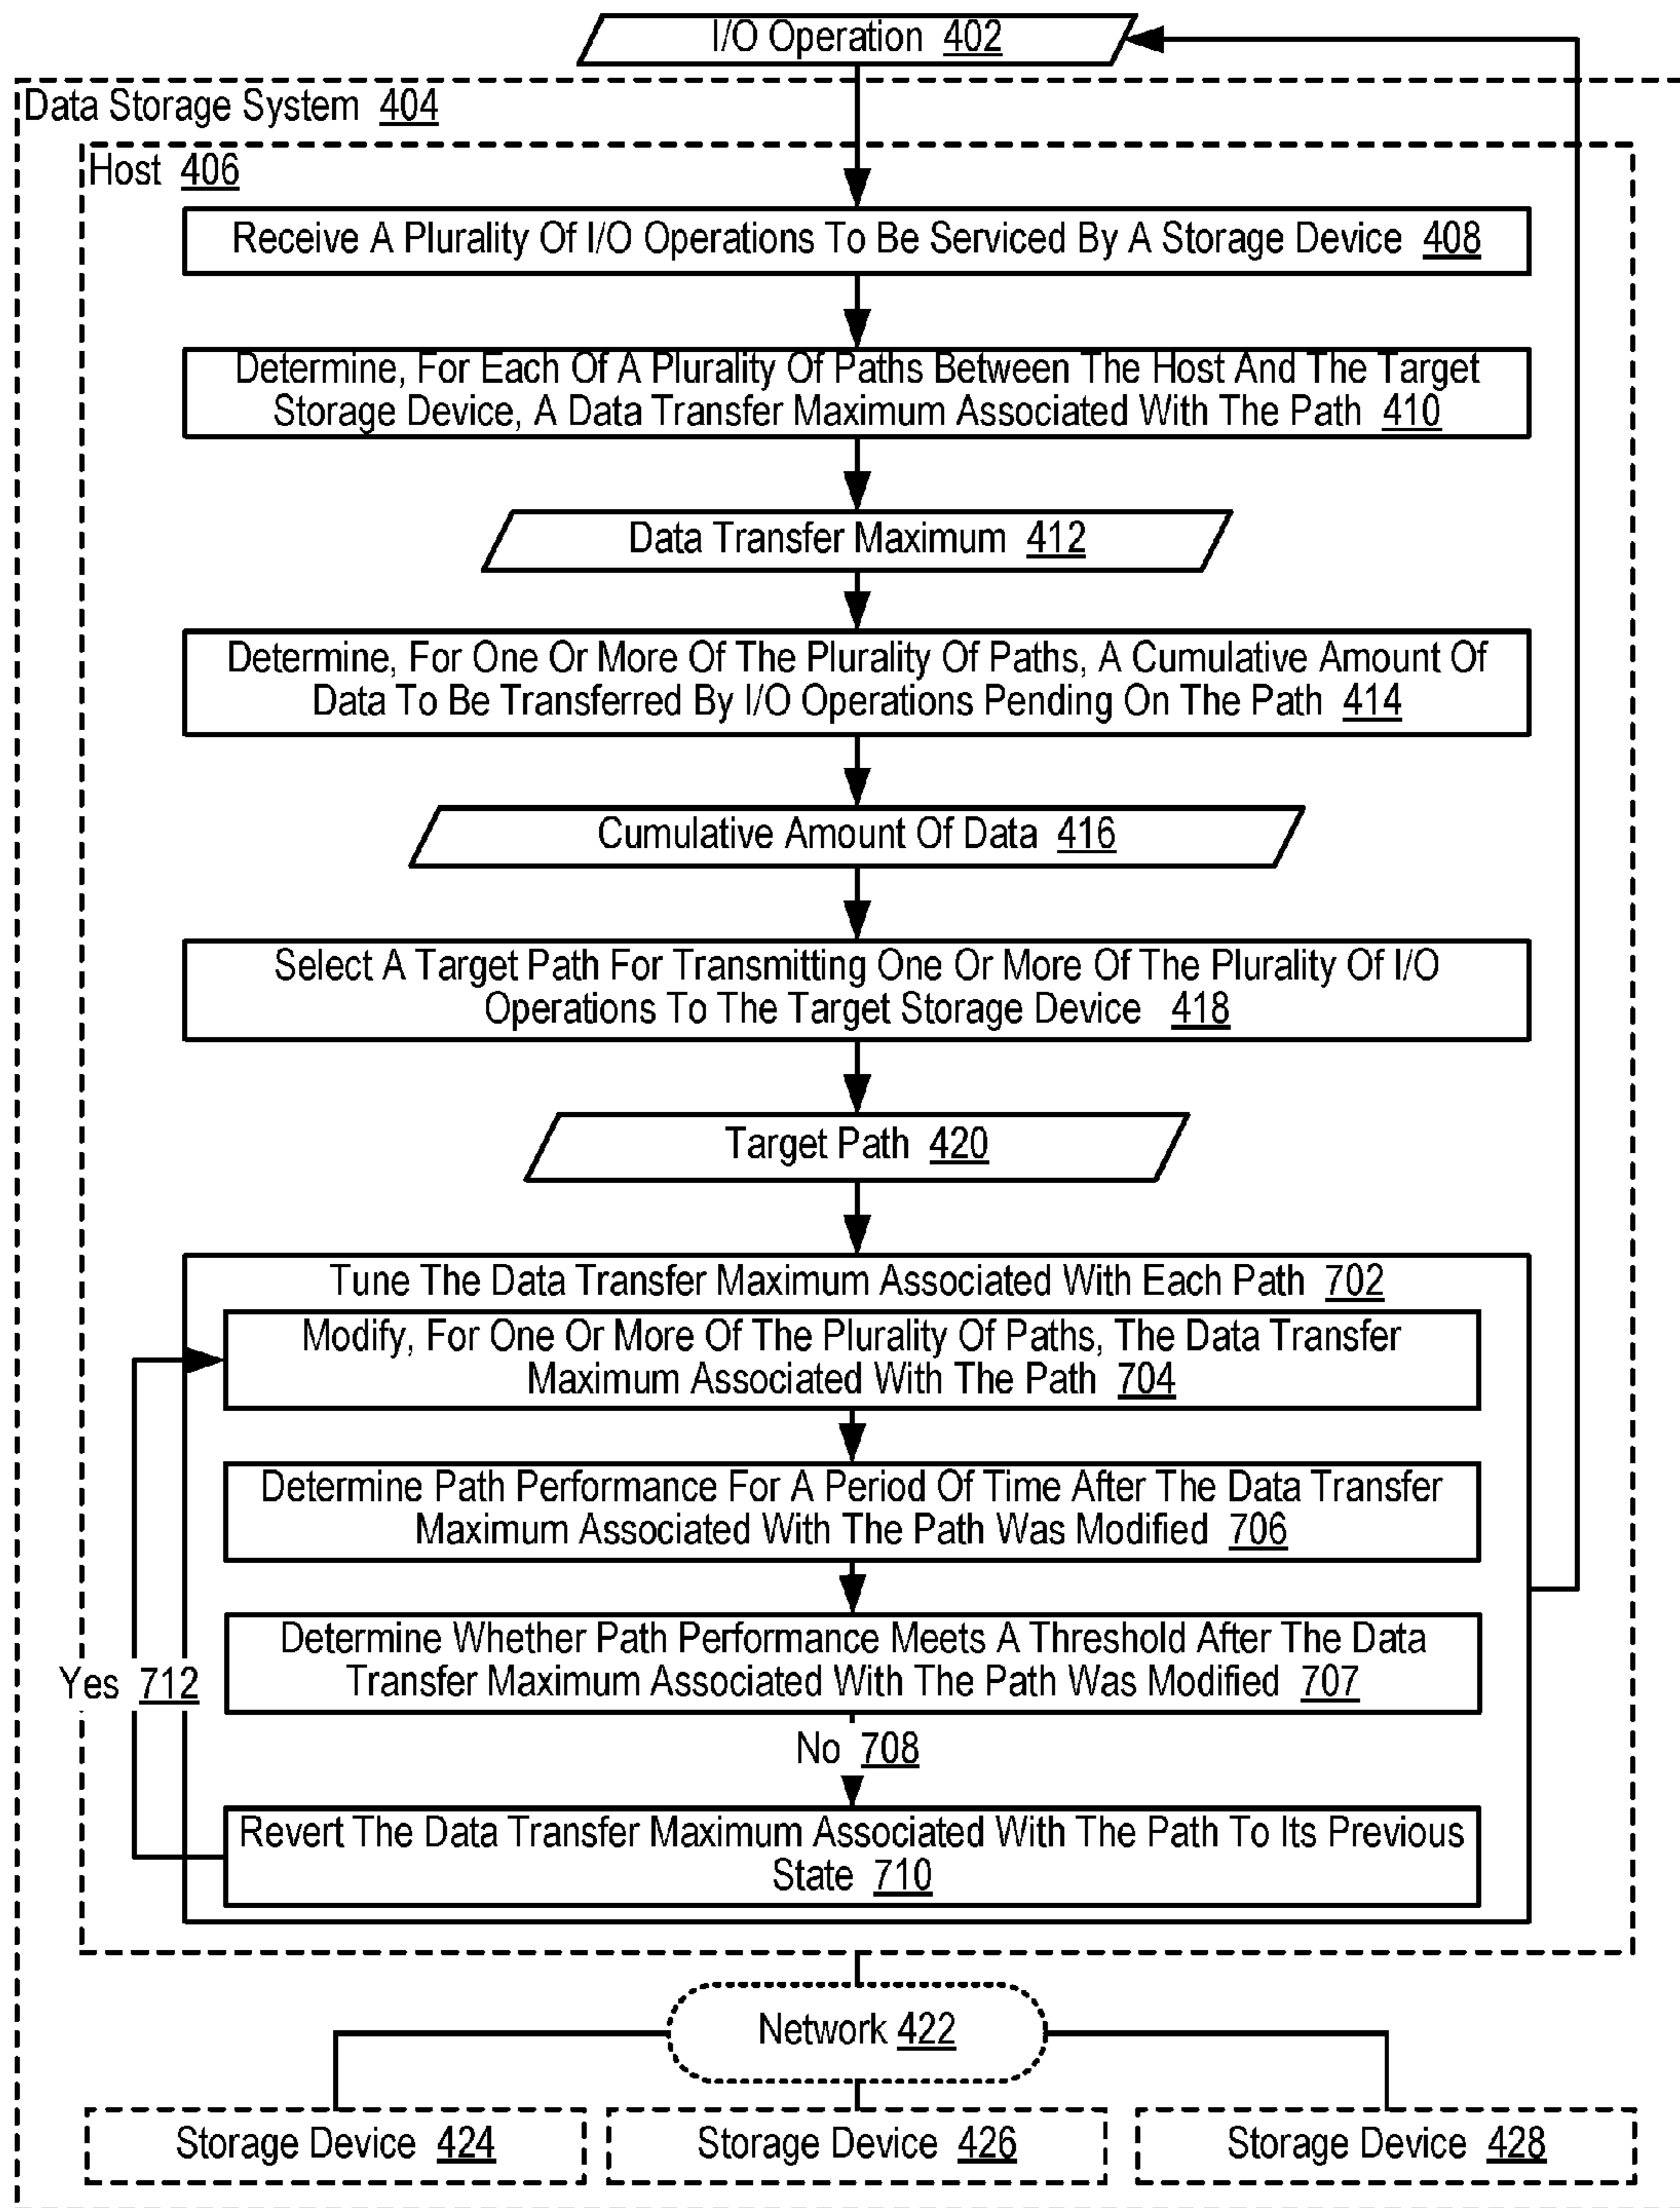 I/O Operation 402
Data Storage System 404
Host 406
Receive A Plurality Of I/O Operations To Be Serviced By A Storage Device 408
Determine, For Each Of A Plurality Of Paths Between The Host And The Target
Storage Device, A Data Transfer Maximum Associated With The Path 410
Data Transfer Maximum 412
Determine, For One Or More Of The Plurality Of Paths, A Cumulative Amount Of
Data To Be Transferred By I/O Operations Pending On The Path 414
Cumulative Amount Of Data 416
Select A Target Path For Transmitting One Or More Of The Plurality Of I/O
Operations To The Target Storage Device 418
Target Path 420
Tune The Data Transfer Maximum Associated With Each Path 702
Modify, For One Or More Of The Plurality Of Paths, The Data Transfer
Maximum Associated With The Path 704
Determine Path Performance For A Period Of Time After The Data Transfer
Maximum Associated With The Path Was Modified 706
Determine Whether Path Performance Meets A Threshold After The Data
Transfer Maximum Associated With The Path Was Modified 707
Yes 712
No 708
Revert The Data Transfer Maximum Associated With The Path To Its Previous
State 710
Network 422
Storage Device 424
Storage Device 426
Storage Device 428